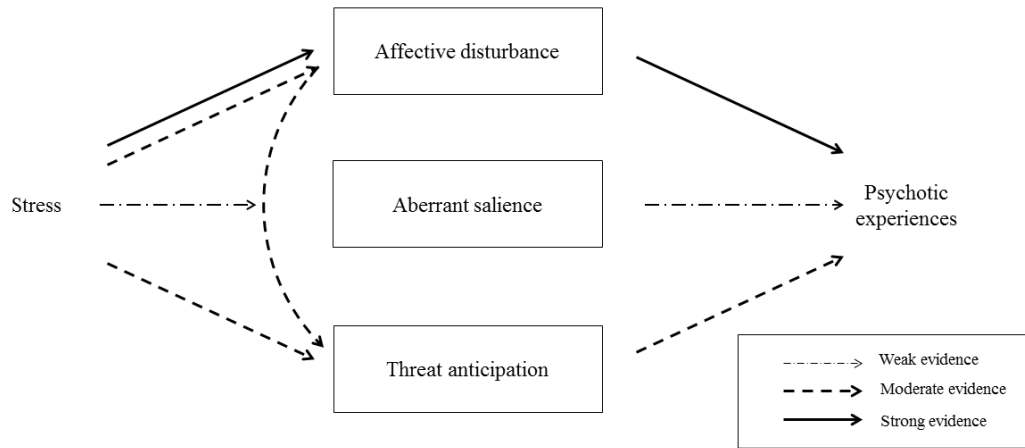 Affective disturbance
Stress
Aberrant salience
Psychotic
experiences
Threat anticipation
Weak evidence
Moderate evidence
Strong evidence